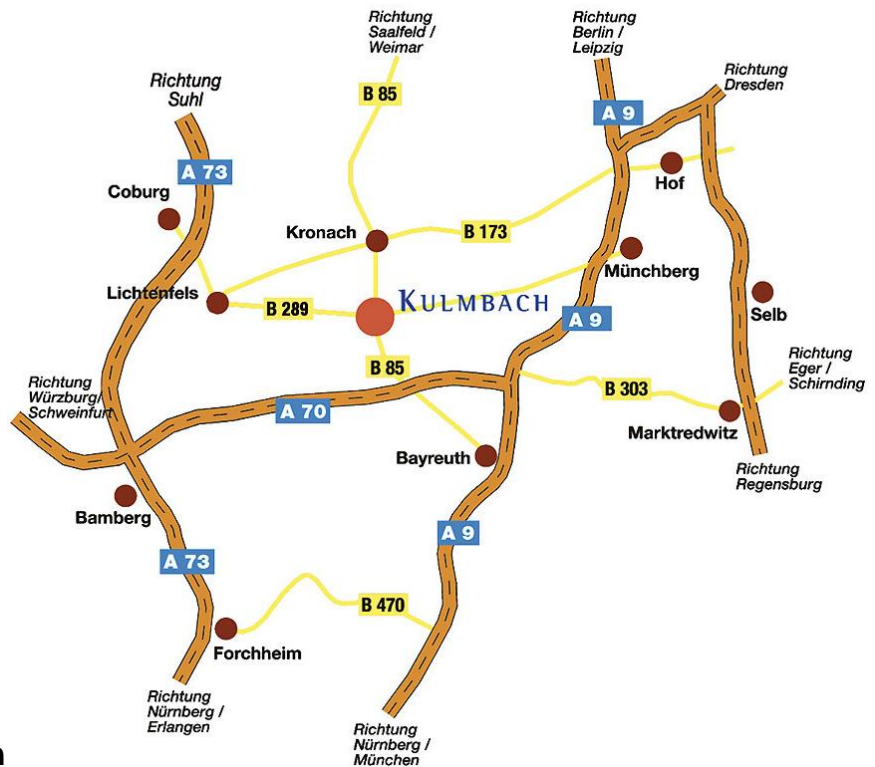 Richtung
Saalfeld /
Weimar
Richtung
Berlin /
Leipzig
Richtung
Suhl
Richtung
Dresden
B 85
A 9
A 73
Coburg
Hof
Kronach
B 173
Münchberg
Lichtenfels
B 289
KULMBACH
A 9
Selb
B 85
Richtung
Eger /
Schirnding
Richtung
Würzburg/
Schweinfurt
B 303
A 70
Marktredwitz
Bayreuth
Richtung
Regensburg
Bamberg
A 9
A 73
B 470
Forchheim
Richtung
Nürnberg /
Erlangen
Richtung
Nürnberg /
München